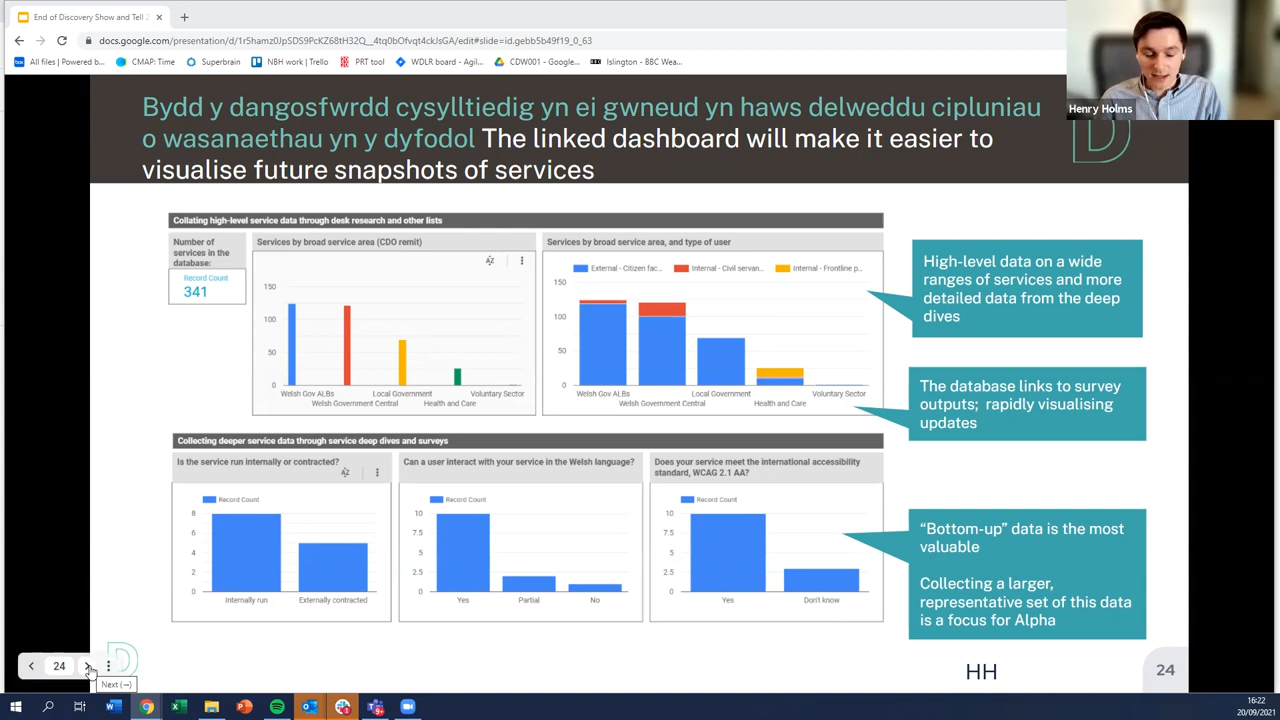 End of Discovery Show and Tell 2
docs.google.com/presentation/d/1r5hamz0JpSDS9PcKZ68tH32Q__4tq0bOfvqt4ckJsGA/edit#slide=id.gebb5b49f19_0_63
All files | Powered b...
CMAP: Time
Superbrain
NBH work | Trello
PRT tool
WDLR board - Agil...
CDW001 - Google...
Islington - BBC Wea...
Henry Holms
Bydd y dangosfwrdd cysylltiedig yn ei gwneud yn haws delweddu cipluniau
o wasanaethau yn y dyfodol The linked dashboard will make it easier to
visualise future snapshots of services
D
Collating high-level service data through desk research and other lists
Number of
services in the
database:
Record Count
341
Services by broad service area (CDO remit)
150
100
50
0
Welsh Gov ALBs
Welsh Government Central
Local Government
Health and Care
Voluntary Sector
Services by broad service area, and type of user
External - Citizen fac...
Internal - Civil servan...
Internal - Frontline p...
150
100
50
0
Welsh Gov ALBs
Welsh Government Central
Local Government
Health and Care
Voluntary Sector
High-level data on a wide
ranges of services and more
detailed data from the deep
dives
The database links to survey
outputs; rapidly visualising
updates
Collecting deeper service data through service deep dives and surveys
Is the service run internally or contracted?
Record Count
8
6
4
2
0
Internally run
Externally contracted
Can a user interact with your service in the Welsh language?
Record Count
10
7.5
5
2.5
0
Yes
Partial
No
Does your service meet the international accessibility
standard, WCAG 2.1 AA?
Record Count
10
7.5
5
2.5
0
Yes
Don't know
“Bottom-up” data is the most
valuable
Collecting a larger,
representative set of this data
is a focus for Alpha
24
D
Next (→)
HH
24
16:22
20/09/2021